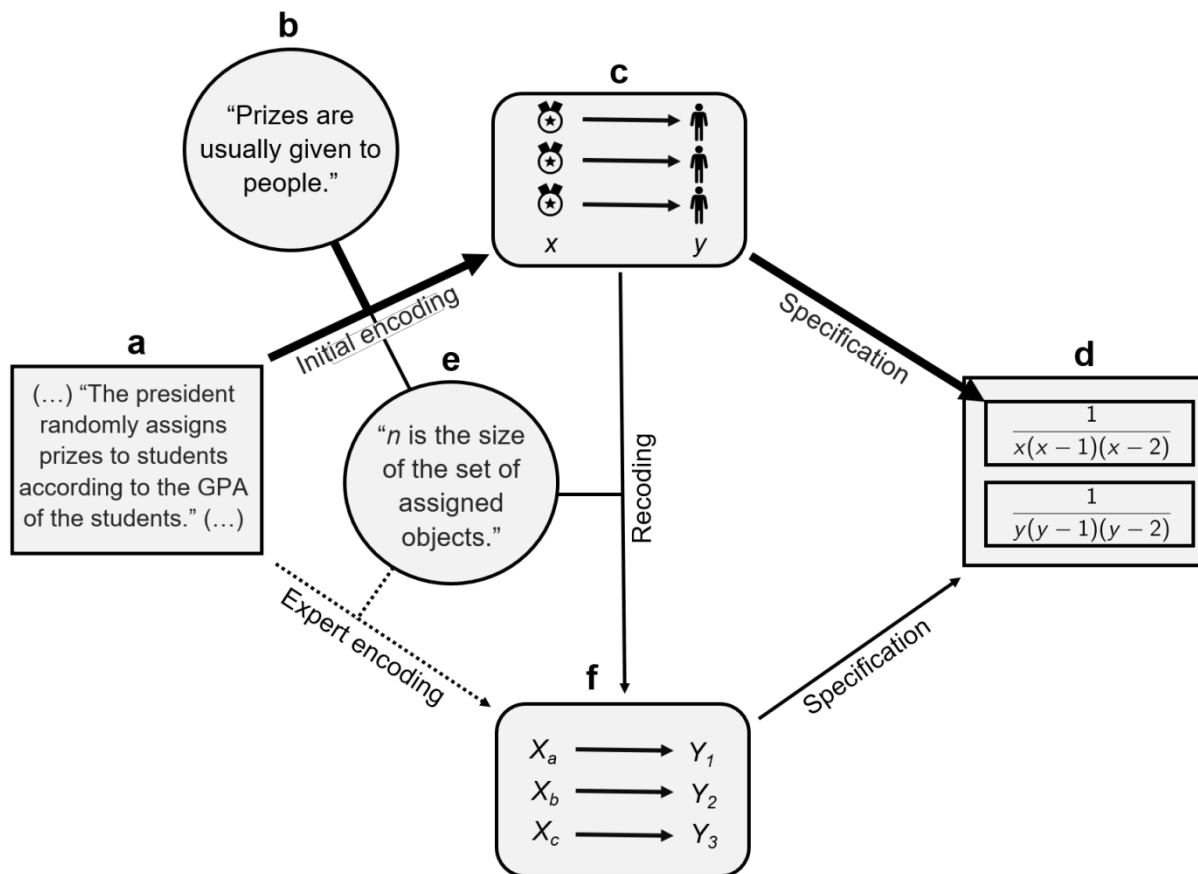 b
“Prizes are
usually given to
people.”
c
x y
Initial encoding
Specification
a
(…) “The president
randomly assigns
prizes to students
according to the GPA
of the students.” (…)
e
“n is the size
of the set of
assigned
objects.”
Recoding
d
1
x(x − 1)(x − 2)
1
y(y − 1)(y − 2)
Expert encoding
Specification
f
Xa Y1
Xb Y2
Xc Y3